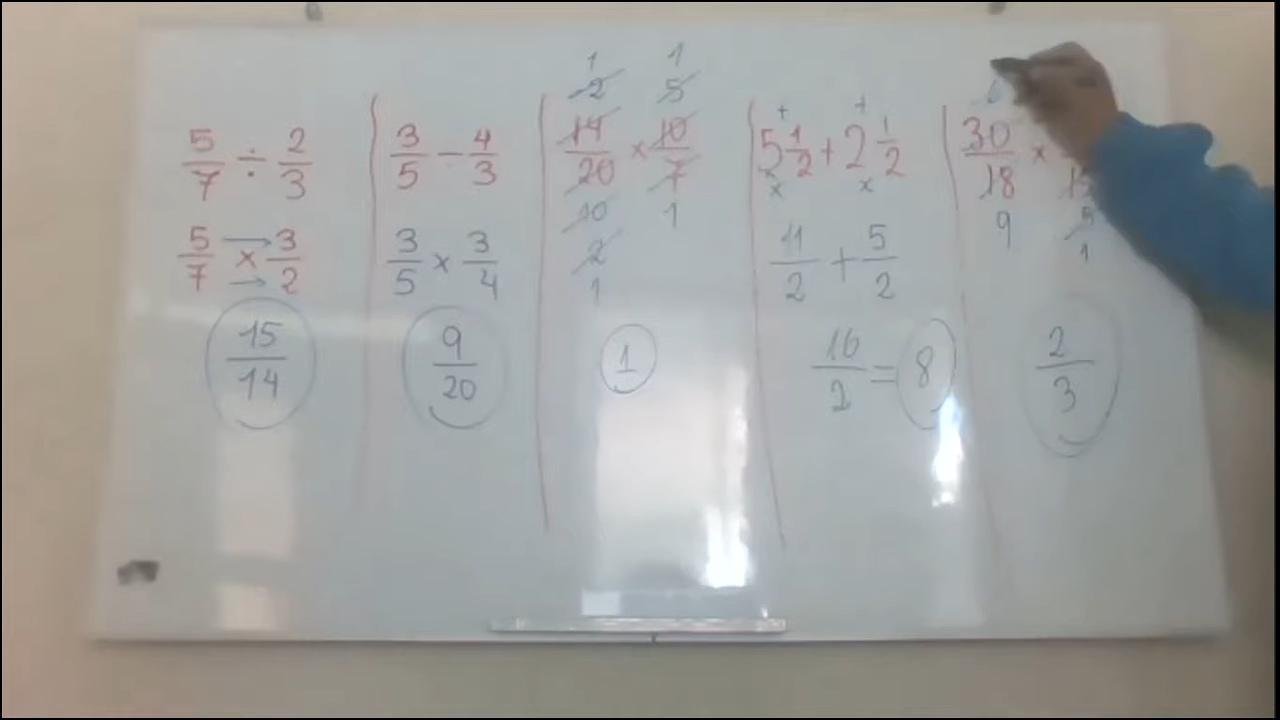 5/7 ÷ 2/3
5/7 × 3/2
15/14
3/5 − 4/3
3/5 × 3/4
9/20
1 1
2 5
14/20 × 10/7
10 1
2
1
1
+ +
5 1/2 + 2 1/2
× ×
11/2 + 5/2
16/2 = 8
30/18 ×
9 5
1
2/3